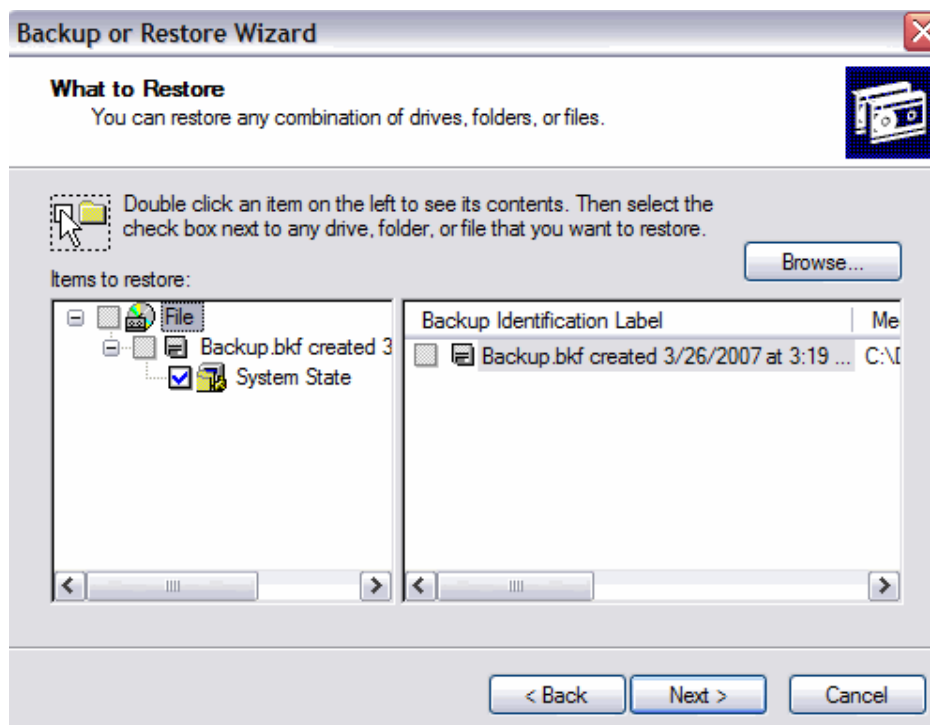 Backup or Restore Wizard
What to Restore
You can restore any combination of drives, folders, or files.
Double click an item on the left to see its contents. Then select the
check box next to any drive, folder, or file that you want to restore.
Browse...
Items to restore:
File
Backup.bkf created 3
System State
Backup Identification Label
Me
Backup.bkf created 3/26/2007 at 3:19 ...
C:\D
< Back
Next >
Cancel